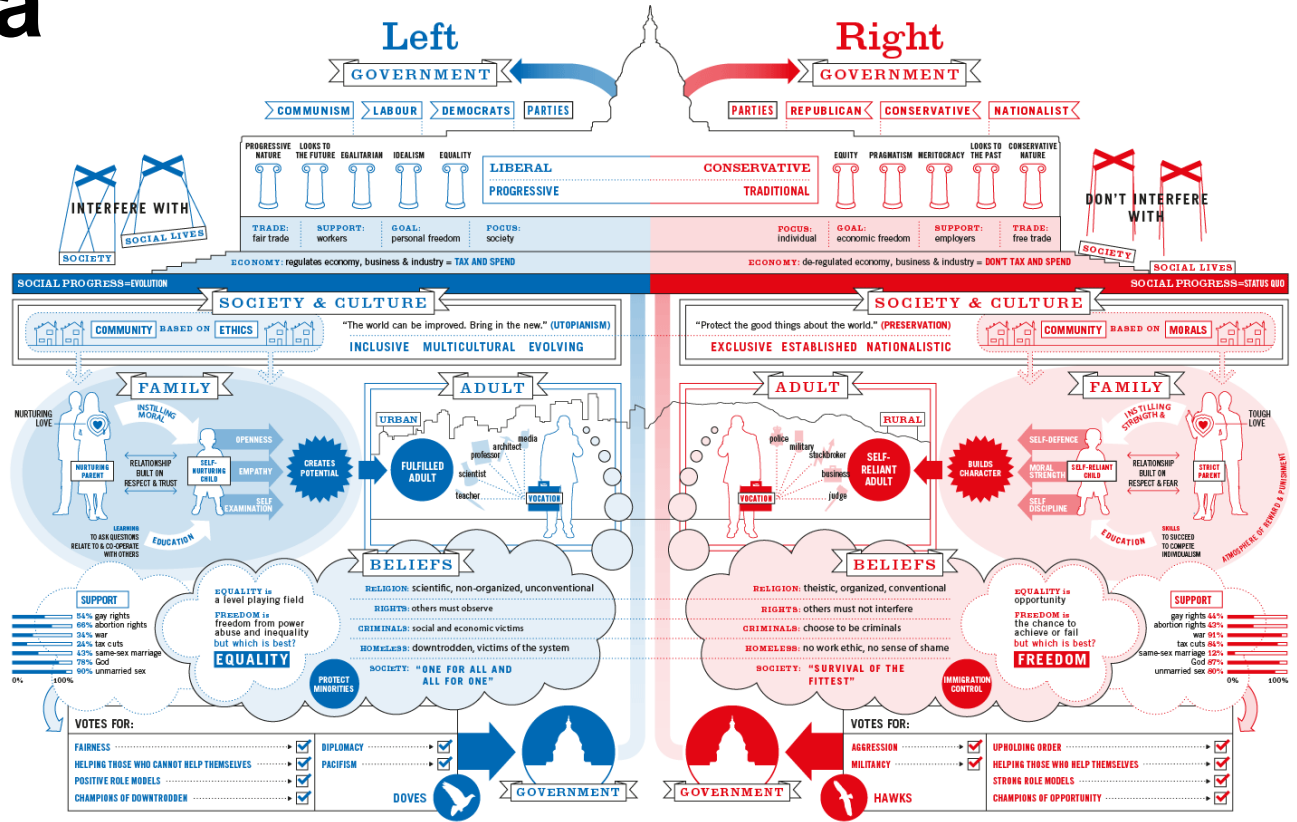 a
Left
Right
GOVERNMENT
GOVERNMENT
COMMUNISM
LABOUR
DEMOCRATS
PARTIES
PARTIES
REPUBLICAN
CONSERVATIVE
NATIONALIST
PROGRESSIVE
NATURE
LOOKS TO
THE FUTURE
EGALITARIAN
IDEALISM
EQUALITY
LIBERAL
CONSERVATIVE
PROGRESSIVE
TRADITIONAL
EQUITY
PRAGMATISM
MERITOCRACY
LOOKS TO
THE PAST
CONSERVATIVE
NATURE
INTERFERE WITH
SOCIETY
SOCIAL LIVES
DON'T INTERFERE
WITH
SOCIETY
SOCIAL LIVES
TRADE:
fair trade
SUPPORT:
workers
GOAL:
personal freedom
FOCUS:
society
FOCUS:
individual
GOAL:
economic freedom
SUPPORT:
employers
TRADE:
free trade
ECONOMY: regulates economy, business & industry = TAX AND SPEND
ECONOMY: de-regulated economy, business & industry = DON'T TAX AND SPEND
SOCIAL PROGRESS=EVOLUTION
SOCIAL PROGRESS=STATUS QUO
SOCIETY & CULTURE
COMMUNITY BASED ON ETHICS
"The world can be improved. Bring in the new." (UTOPIANISM)
INCLUSIVE MULTICULTURAL EVOLVING
SOCIETY & CULTURE
"Protect the good things about the world." (PRESERVATION)
EXCLUSIVE ESTABLISHED NATIONALISTIC
COMMUNITY BASED ON MORALS
FAMILY
NURTURING
LOVE
INSTILLING
MORAL
NURTURING
PARENT
RELATIONSHIP
BUILT ON
RESPECT & TRUST
SELF-
NURTURING
CHILD
OPENNESS
EMPATHY
SELF
EXAMINATION
LEARNING
TO ASK QUESTIONS
RELATE TO & CO-OPERATE
WITH OTHERS
EDUCATION
CREATES
POTENTIAL
ADULT
URBAN
FULFILLED
ADULT
media
architect
professor
scientist
teacher
VOCATION
ADULT
RURAL
police
military
stockbroker
business
judge
VOCATION
SELF-
RELIANT
ADULT
BUILDS
CHARACTER
FAMILY
INSTILLING
STRENGTH &
TOUGH
LOVE
SELF-DEFENCE
MORAL
STRENGTH
SELF
DISCIPLINE
SELF-RELIANT
CHILD
RELATIONSHIP
BUILT ON
RESPECT & FEAR
STRICT
PARENT
EDUCATION
SKILLS
TO SUCCEED
TO COMPETE
INDIVIDUALISM
ATMOSPHERE OF REWARD & PUNISHMENT
SUPPORT
54% gay rights
66% abortion rights
34% war
24% tax cuts
43% same-sex marriage
78% God
90% unmarried sex
0% 100%
EQUALITY is
a level playing field
FREEDOM is
freedom from power
abuse and inequality
but which is best?
EQUALITY
BELIEFS
RELIGION: scientific, non-organized, unconventional
RIGHTS: others must observe
CRIMINALS: social and economic victims
HOMELESS: downtrodden, victims of the system
SOCIETY: "ONE FOR ALL AND
ALL FOR ONE"
PROTECT
MINORITIES
BELIEFS
RELIGION: theistic, organized, conventional
RIGHTS: others must not interfere
CRIMINALS: choose to be criminals
HOMELESS: no work ethic, no sense of shame
SOCIETY: "SURVIVAL OF THE
FITTEST"
IMMIGRATION
CONTROL
EQUALITY is
opportunity
FREEDOM is
the chance to
achieve or fail
but which is best?
FREEDOM
SUPPORT
gay rights 44%
abortion rights 43%
war 91%
tax cuts 84%
same-sex marriage 12%
God 87%
unmarried sex 80%
0% 100%
VOTES FOR:
FAIRNESS
HELPING THOSE WHO CANNOT HELP THEMSELVES
POSITIVE ROLE MODELS
CHAMPIONS OF DOWNTRODDEN
DIPLOMACY
PACIFISM
DOVES
GOVERNMENT
GOVERNMENT
VOTES FOR:
AGGRESSION
MILITANCY
HAWKS
UPHOLDING ORDER
HELPING THOSE WHO HELP THEMSELVES
STRONG ROLE MODELS
CHAMPIONS OF OPPORTUNITY